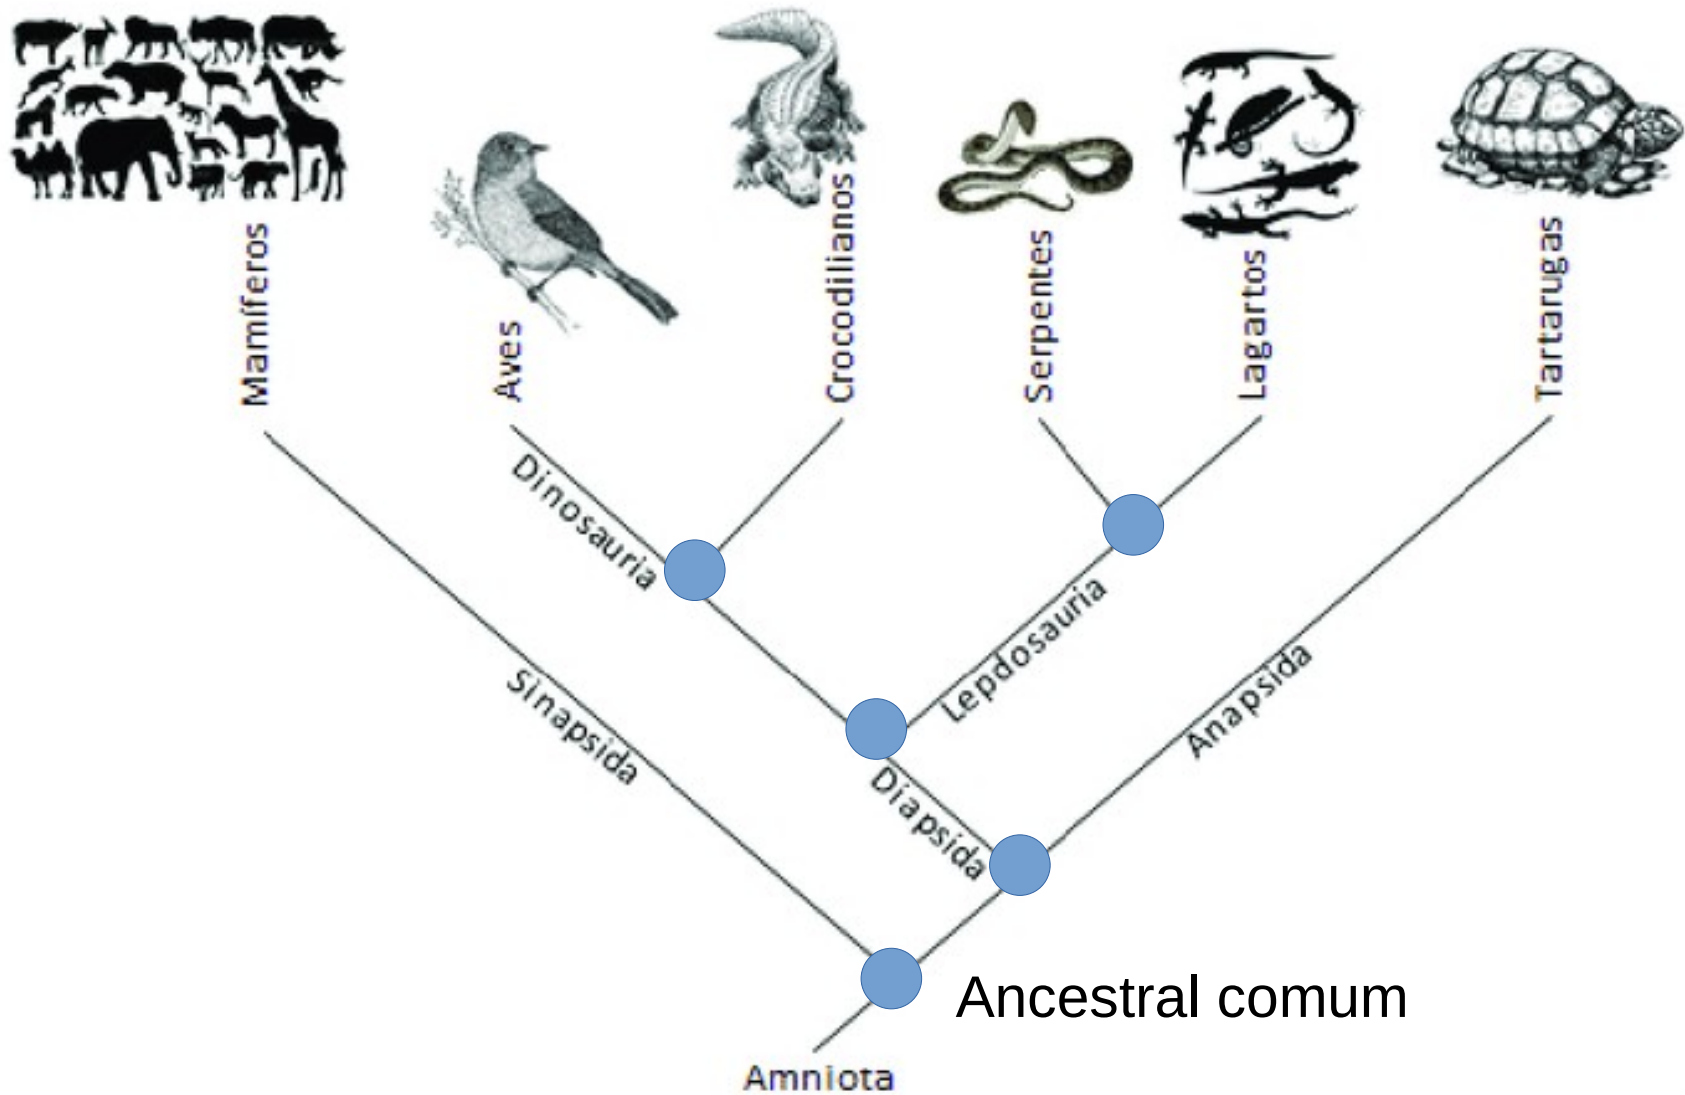 Mamíferos
Aves
Crocodilianos
Serpentes
Lagartos
Tartarugas
Dinosauria
Lepdosauria
Sinapsida
Anapsida
Diapsida
Ancestral comum
Amniota